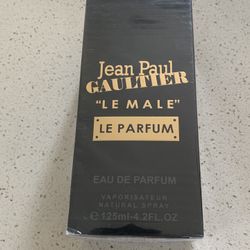 Jean Paul
GAULTIER
"LE MALE"
LE PARFUM
EAU DE PARFUM
VAPORISATEUR
NATURAL SPRAY
℮125ml-4.2FL.OZ